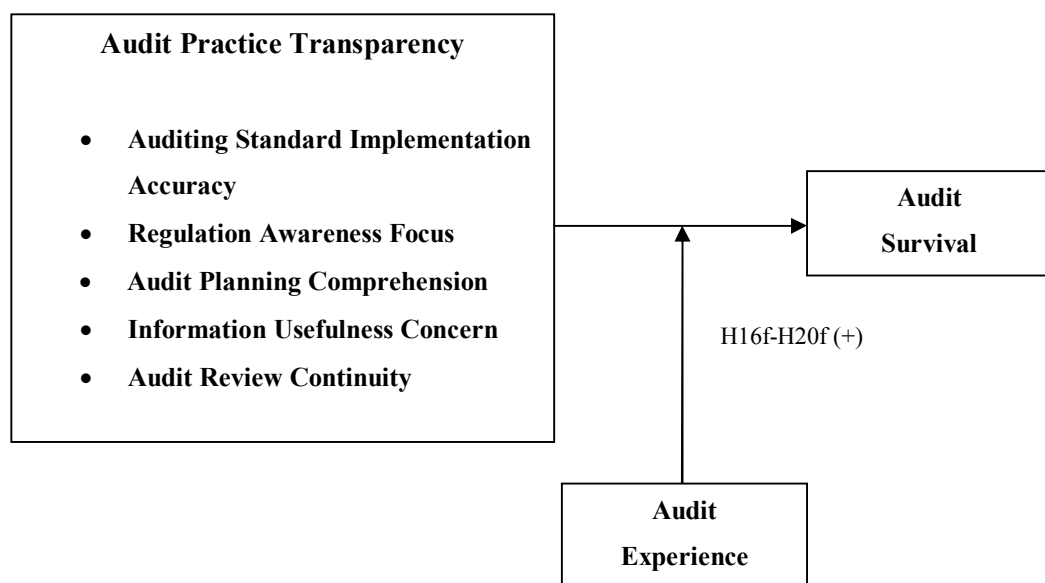 Audit Practice Transparency
• Auditing Standard Implementation
Accuracy
• Regulation Awareness Focus
• Audit Planning Comprehension
• Information Usefulness Concern
• Audit Review Continuity
Audit
Survival
H16f-H20f (+)
Audit
Experience